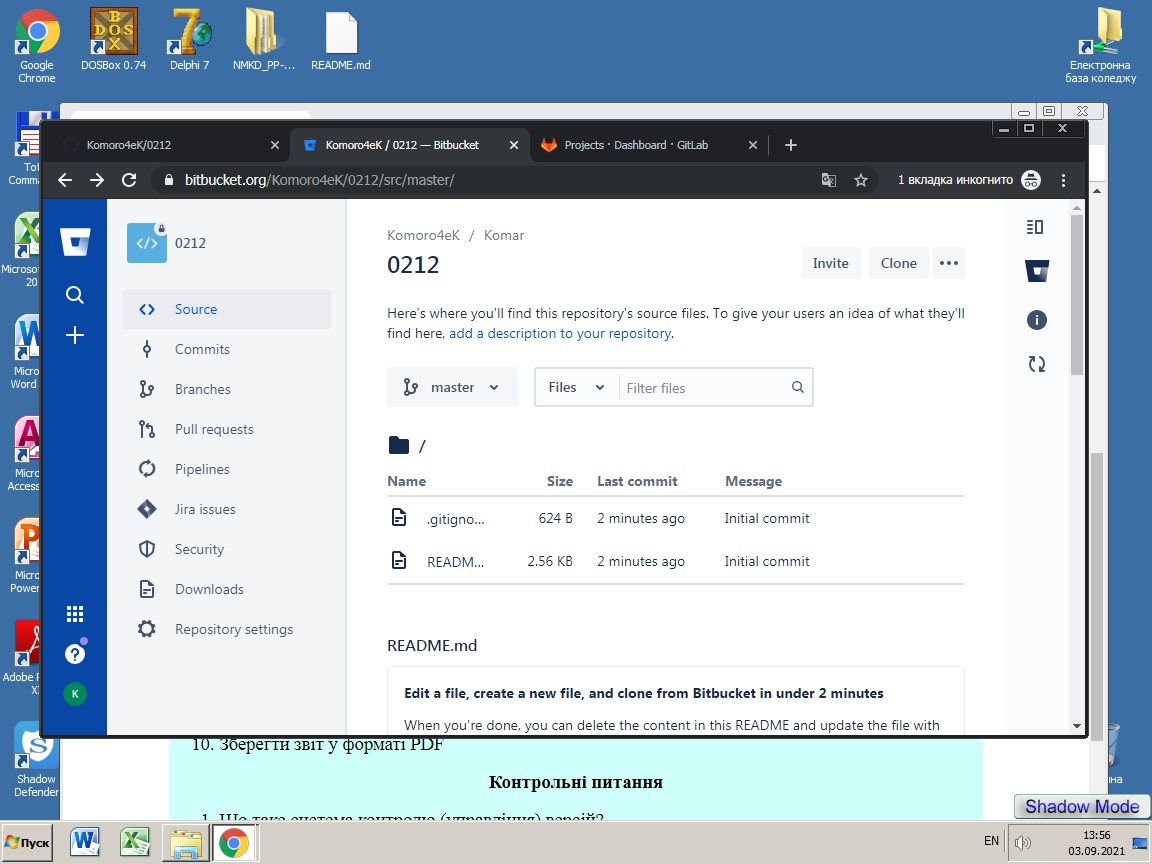 Google
Chrome
DOSBox 0.74
Delphi 7
NMKD_PP-...
README.md
Електронна
база коледжу
Komoro4eK/0212
Komoro4eK / 0212 — Bitbucket
Projects · Dashboard · GitLab
bitbucket.org/Komoro4eK/0212/src/master/
1 вкладка инкогнито
0212
Source
Commits
Branches
Pull requests
Pipelines
Jira issues
Security
Downloads
Repository settings
K
Komoro4eK / Komar
0212
Invite
Clone
Here's where you'll find this repository's source files. To give your users an idea of what they'll
find here, add a description to your repository.
master
Files
Filter files
/
Name Size Last commit Message
.gitigno... 624 B 2 minutes ago Initial commit
READM... 2.56 KB 2 minutes ago Initial commit
README.md
Edit a file, create a new file, and clone from Bitbucket in under 2 minutes
When you're done, you can delete the content in this README and update the file with
Tot
Comma
Microso
20
Micro
Word
Micro
Access
Micro
Power
Adobe
X
Shadow
Defender
10. Зберегти звіт у форматі PDF
Контрольні питання
1. Що таке система контролю (управління) версій?
на
Shadow Mode
Пуск
EN
13:56
03.09.2021